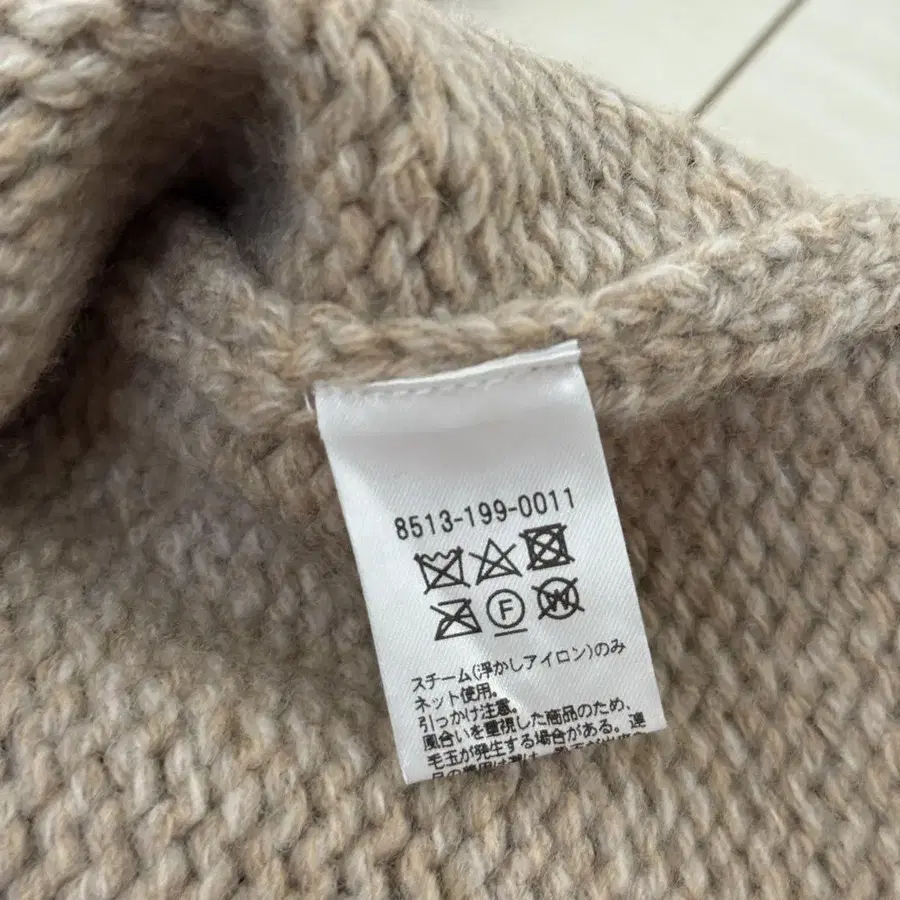 8513-199-0011
F
W
スチーム(浮かしアイロン)のみ
ネット使用。
引っかけ注意。
風合いを重視した商品のため、
毛玉が発生する場合がある。連